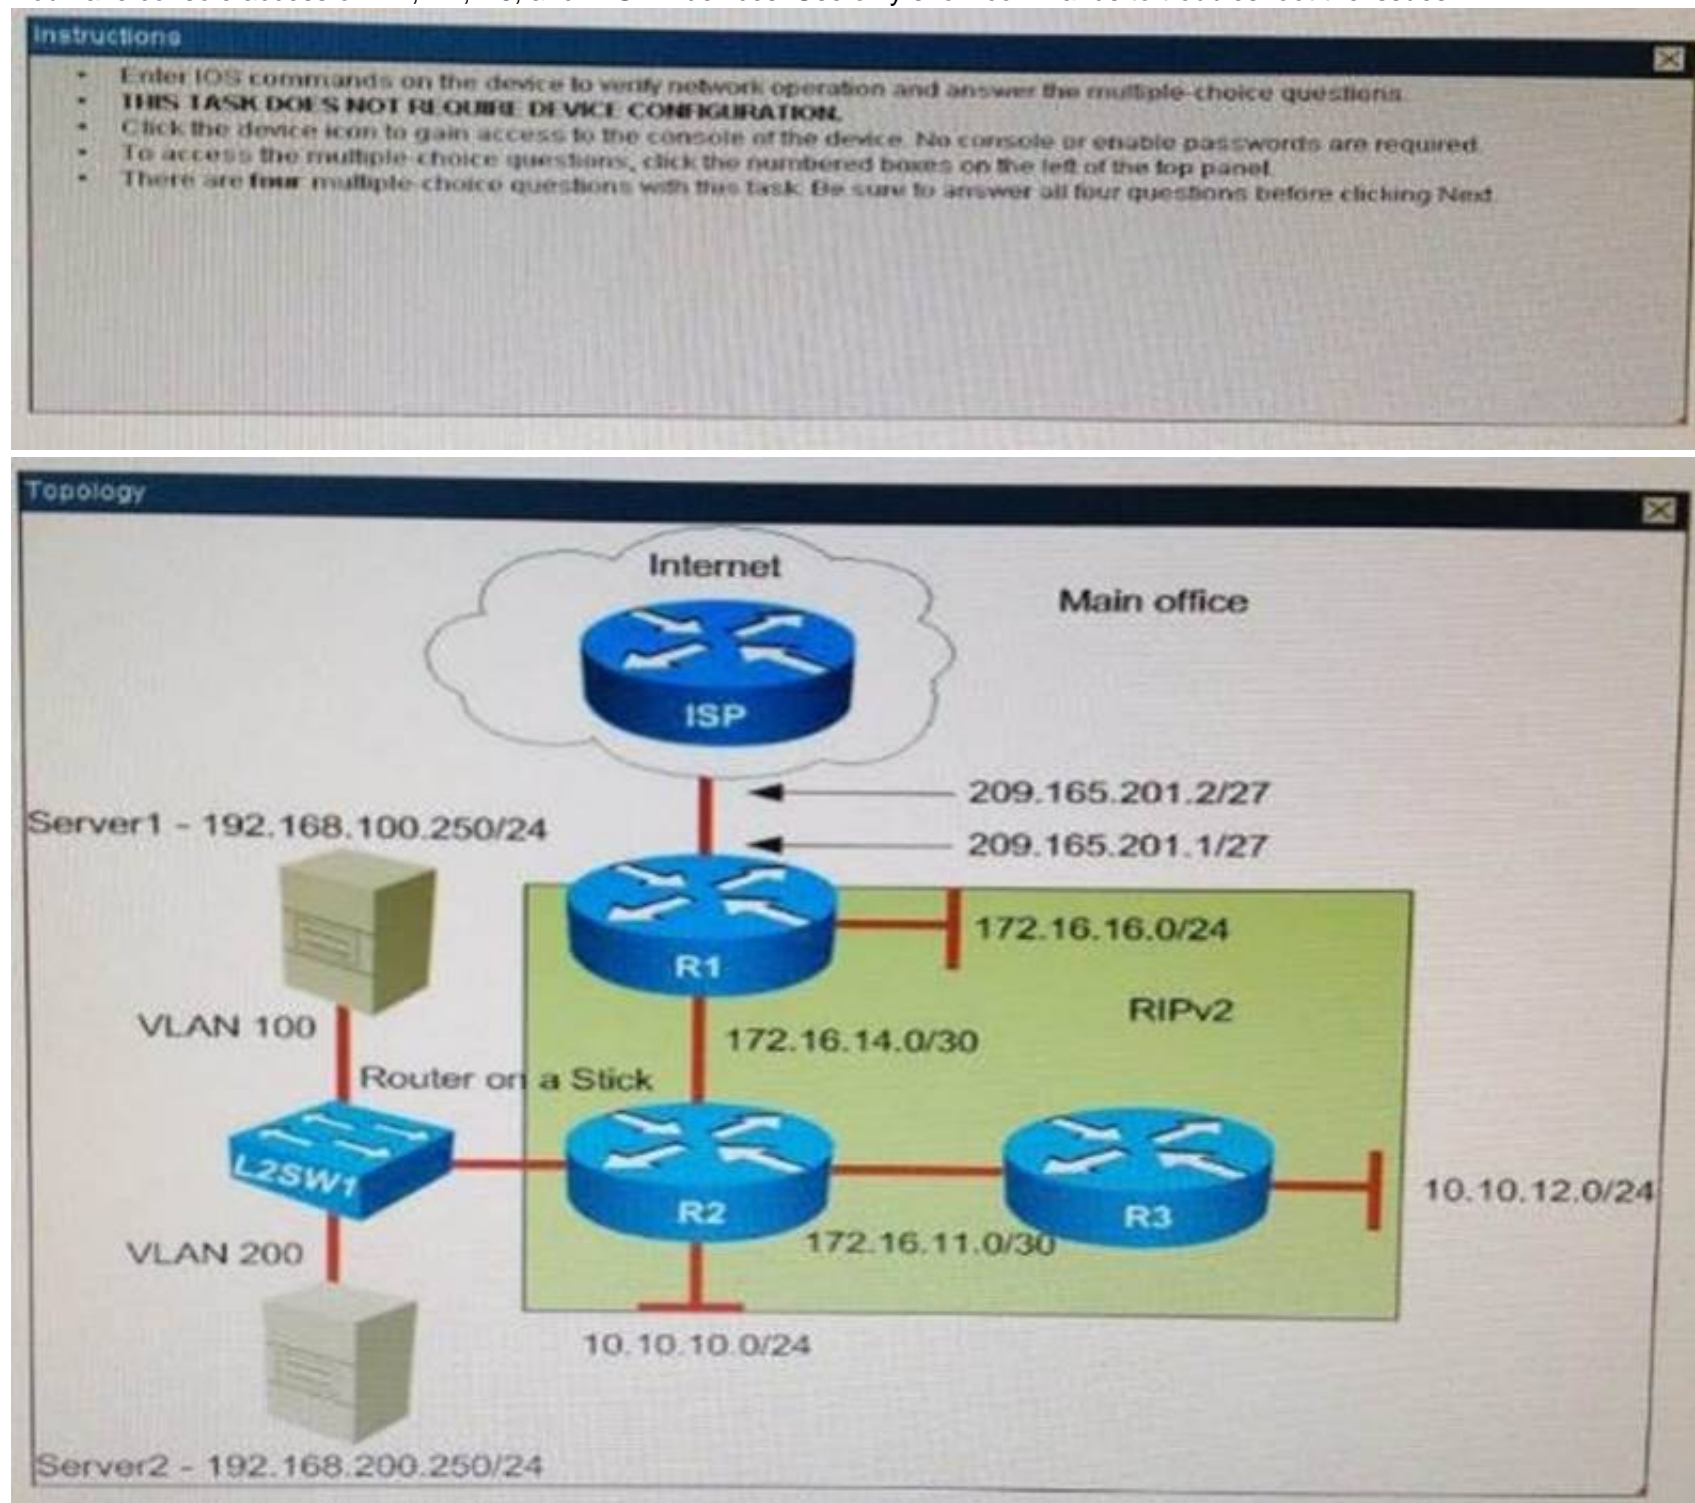 Instructions
• Enter IOS commands on the device to verify network operation and answer the multiple-choice questions.
• THIS TASK DOES NOT REQUIRE DEVICE CONFIGURATION.
• Click the device icon to gain access to the console of the device. No console or enable passwords are required.
• To access the multiple-choice questions, click the numbered boxes on the left of the top panel.
• There are four multiple-choice questions with this task. Be sure to answer all four questions before clicking Next.
Topology
Internet
Main office
ISP
209.165.201.2/27
Server1 - 192.168.100.250/24
209.165.201.1/27
172.16.16.0/24
R1
RIPv2
VLAN 100
172.16.14.0/30
Router on a Stick
L2SW1
R2
R3
10.10.12.0/24
VLAN 200
172.16.11.0/30
10.10.10.0/24
Server2 - 192.168.200.250/24